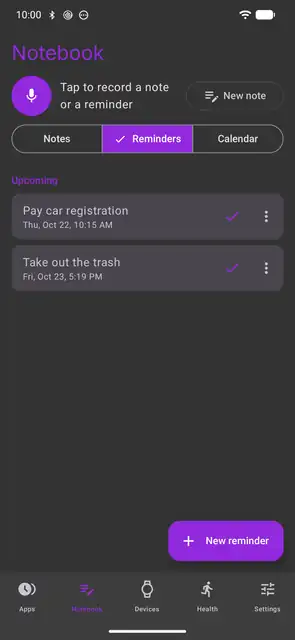 10:00
Notebook
Tap to record a note
or a reminder
New note
Notes
Reminders
Calendar
Upcoming
Pay car registration
Thu, Oct 22, 10:15 AM
Take out the trash
Fri, Oct 23, 5:19 PM
New reminder
Apps
Notebook
Devices
Health
Settings